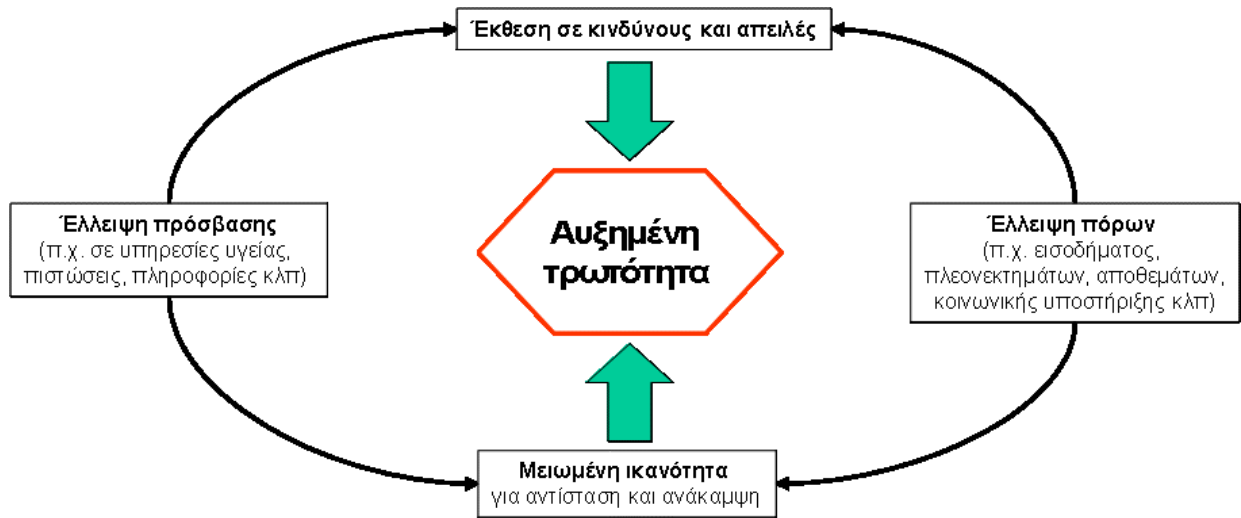 Έκθεση σε κινδύνους και απειλές
Έλλειψη πρόσβασης
(π.χ. σε υπηρεσίες υγείας,
πιστώσεις, πληροφορίες κλπ)
Αυξημένη
τρωτότητα
Έλλειψη πόρων
(π.χ. εισοδήματος,
πλεονεκτημάτων, αποθεμάτων,
κοινωνικής υποστήριξης κλπ)
Μειωμένη ικανότητα
για αντίσταση και ανάκαμψη